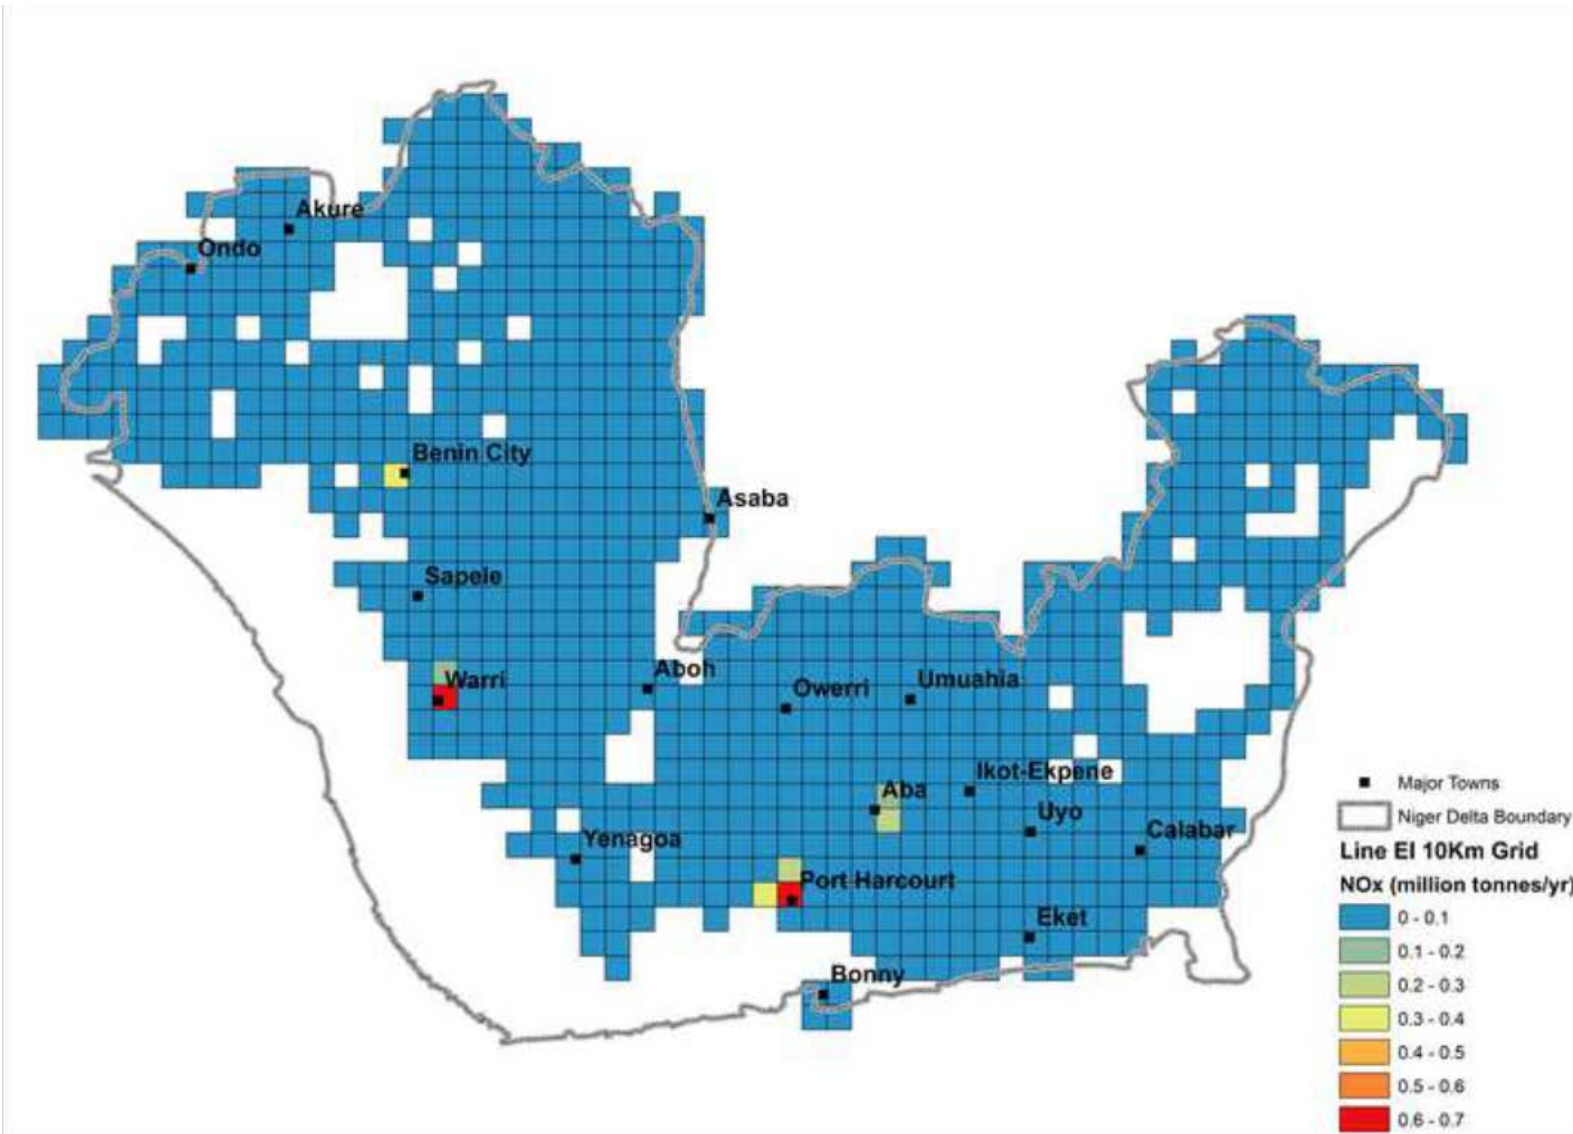 Akure
Ondo
Benin City
Asaba
Sapele
Warri
Aboh
Owerri
Umuahia
Ikot-Ekpene
Aba
Uyo
Calabar
Yenagoa
Port Harcourt
Eket
Bonny
Major Towns
Niger Delta Boundary
Line EI 10Km Grid
NOx (million tonnes/yr)
0 - 0.1
0.1 - 0.2
0.2 - 0.3
0.3 - 0.4
0.4 - 0.5
0.5 - 0.6
0.6 - 0.7